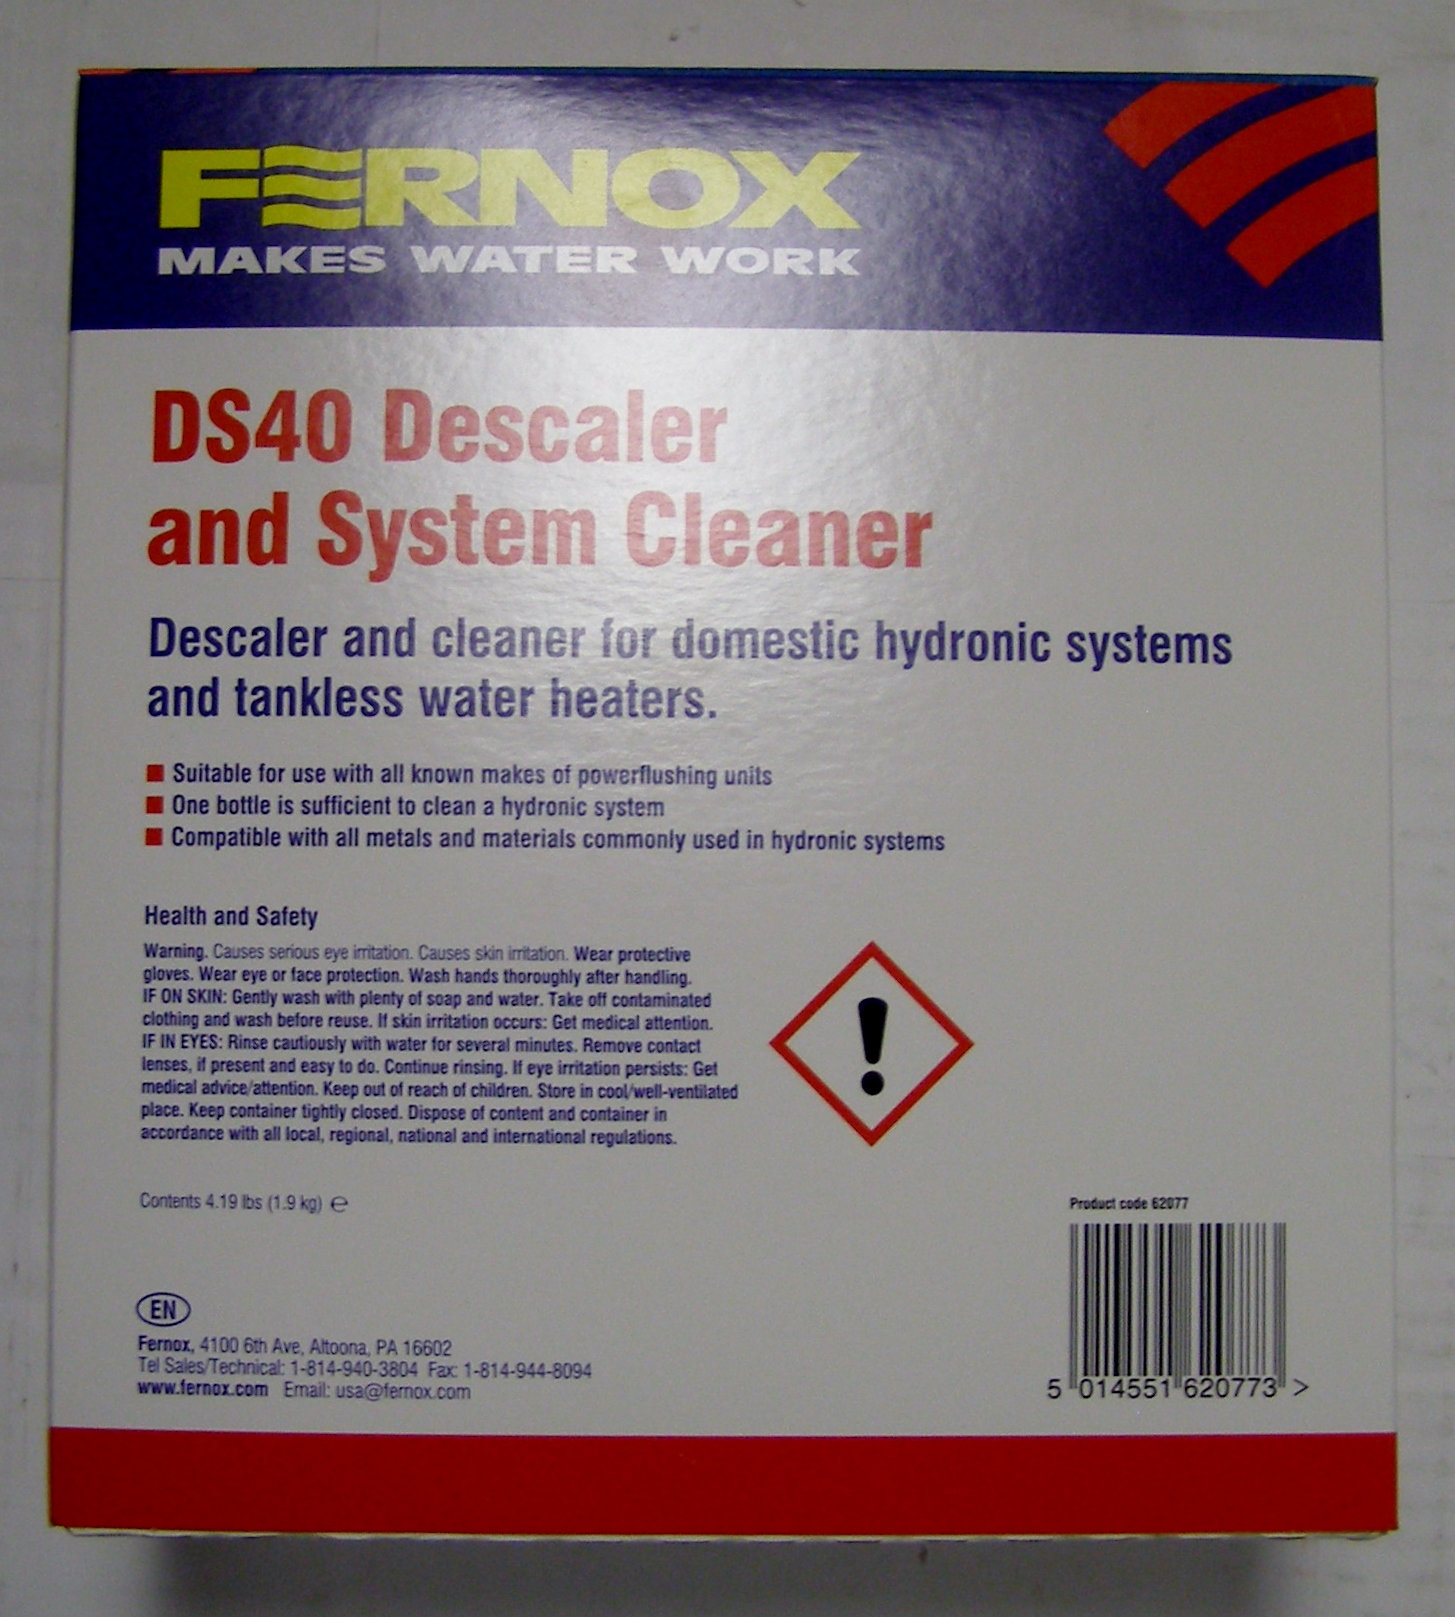 FERNOX
MAKES WATER WORK
DS40 Descaler
and System Cleaner
Descaler and cleaner for domestic hydronic systems
and tankless water heaters.
■ Suitable for use with all known makes of powerflushing units
■ One bottle is sufficient to clean a hydronic system
■ Compatible with all metals and materials commonly used in hydronic systems
Health and Safety
Warning. Causes serious eye irritation. Causes skin irritation. Wear protective
gloves. Wear eye or face protection. Wash hands thoroughly after handling.
IF ON SKIN: Gently wash with plenty of soap and water. Take off contaminated
clothing and wash before reuse. If skin irritation occurs: Get medical attention.
IF IN EYES: Rinse cautiously with water for several minutes. Remove contact
lenses, if present and easy to do. Continue rinsing. If eye irritation persists: Get
medical advice/attention. Keep out of reach of children. Store in cool/well-ventilated
place. Keep container tightly closed. Dispose of content and container in
accordance with all local, regional, national and international regulations.
Contents 4.19 lbs (1.9 kg) ℮
Product code 62077
5 014551 620773 >
EN
Fernox, 4100 6th Ave, Altoona, PA 16602
Tel Sales/Technical: 1-814-940-3804 Fax: 1-814-944-8094
www.fernox.com Email: usa@fernox.com